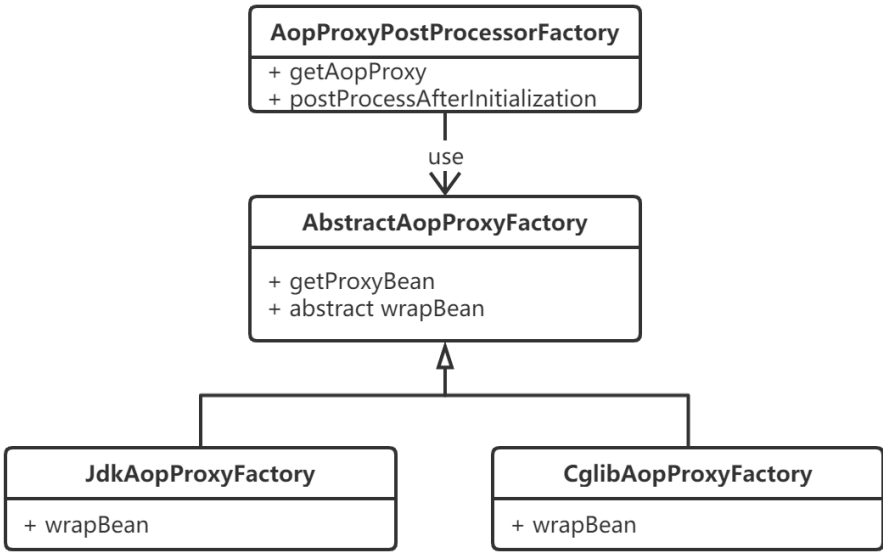 AopProxyPostProcessorFactory
+ getAopProxy
+ postProcessAfterInitialization
use
AbstractAopProxyFactory
+ getProxyBean
+ abstract wrapBean
JdkAopProxyFactory
+ wrapBean
CglibAopProxyFactory
+ wrapBean